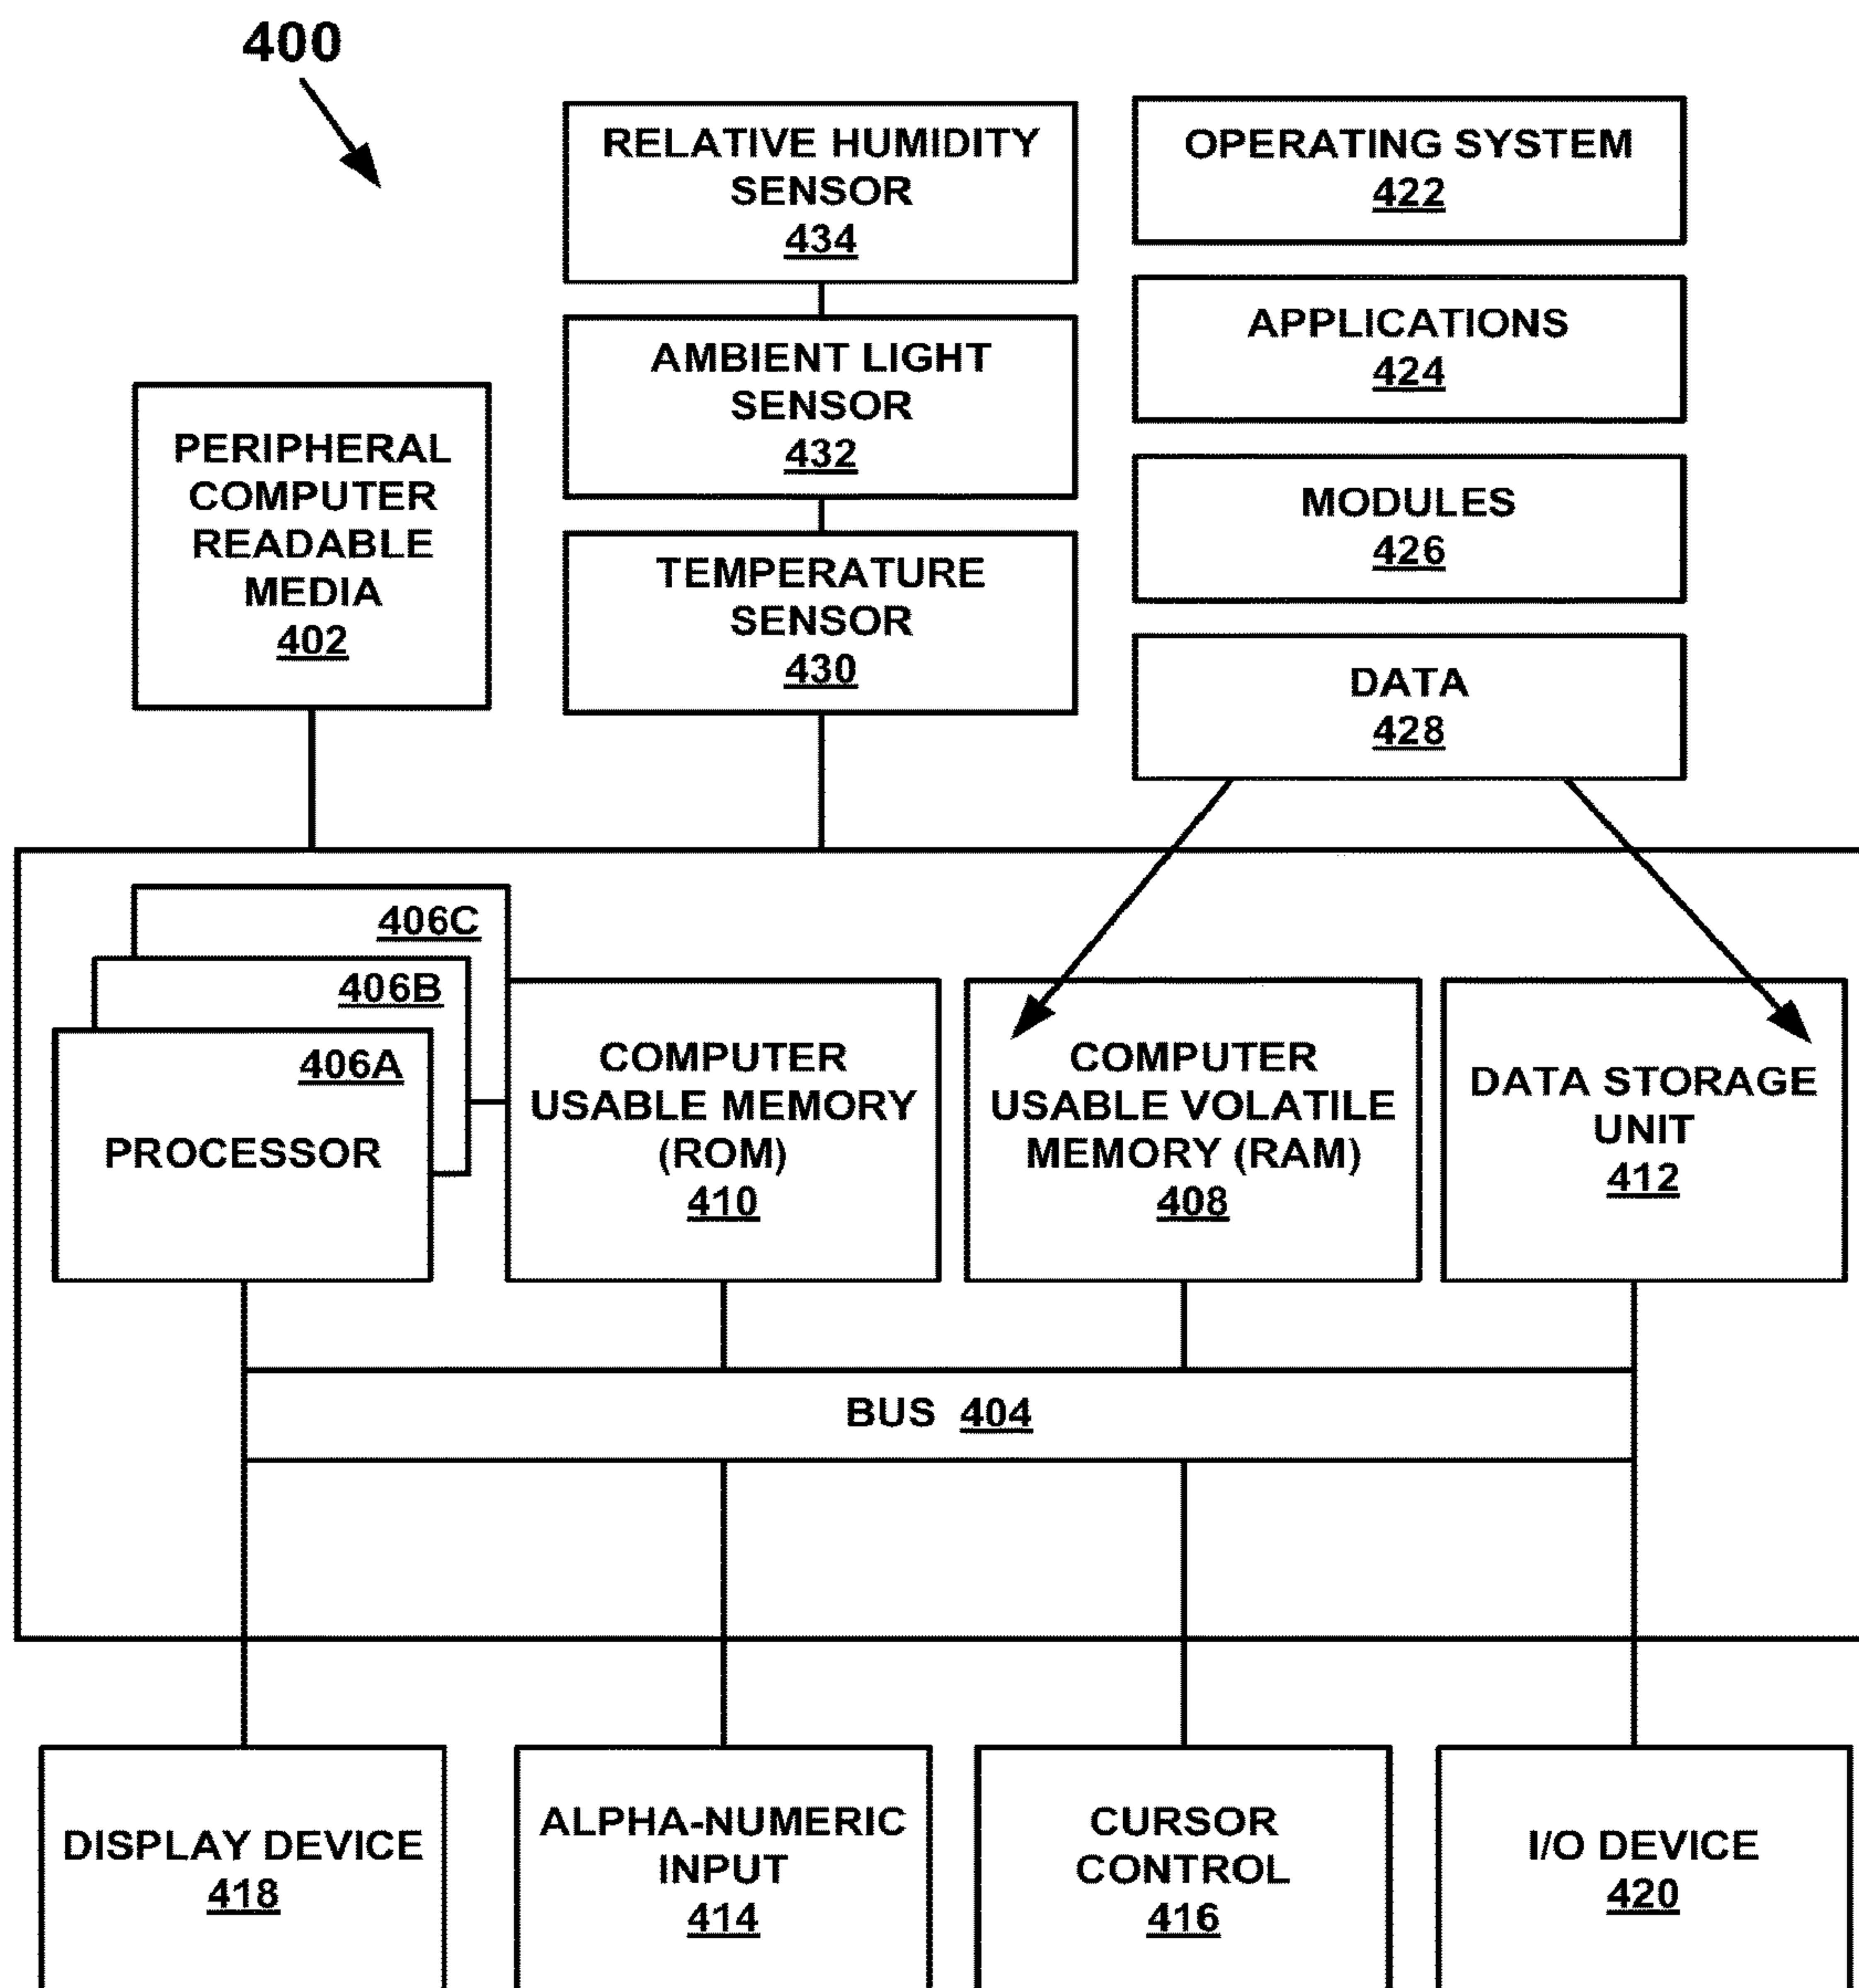 400
RELATIVE HUMIDITY
SENSOR
434
OPERATING SYSTEM
422
APPLICATIONS
424
AMBIENT LIGHT
SENSOR
432
PERIPHERAL
COMPUTER
READABLE
MEDIA
402
MODULES
426
TEMPERATURE
SENSOR
430
DATA
428
406C
406B
406A
PROCESSOR
COMPUTER
USABLE MEMORY
(ROM)
410
COMPUTER
USABLE VOLATILE
MEMORY (RAM)
408
DATA STORAGE
UNIT
412
BUS 404
DISPLAY DEVICE
418
ALPHA-NUMERIC
INPUT
414
CURSOR
CONTROL
416
I/O DEVICE
420